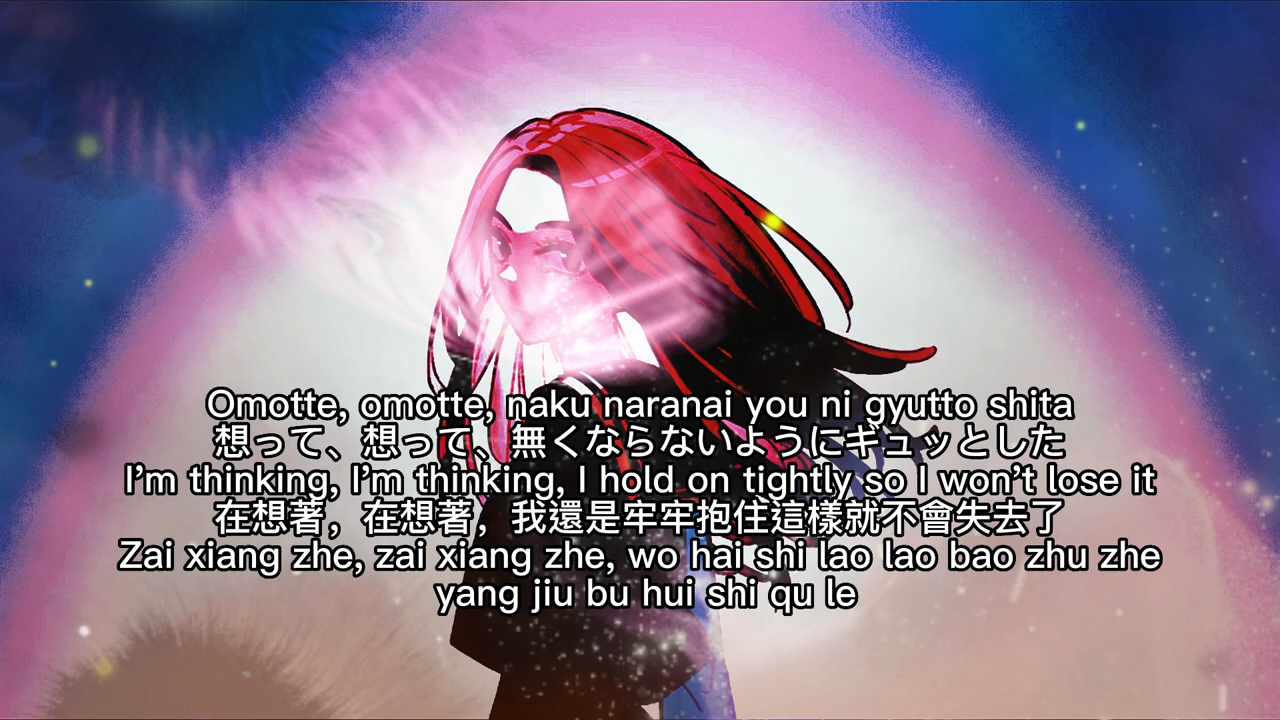 Omotte, omotte, naku naranai you ni gyutto shita
想って、想って、無くならないようにギュッとした
I'm thinking, I'm thinking, I hold on tightly so I won't lose it
在想著，在想著，我還是牢牢抱住這樣就不會失去了
Zai xiang zhe, zai xiang zhe, wo hai shi lao lao bao zhu zhe
yang jiu bu hui shi qu le